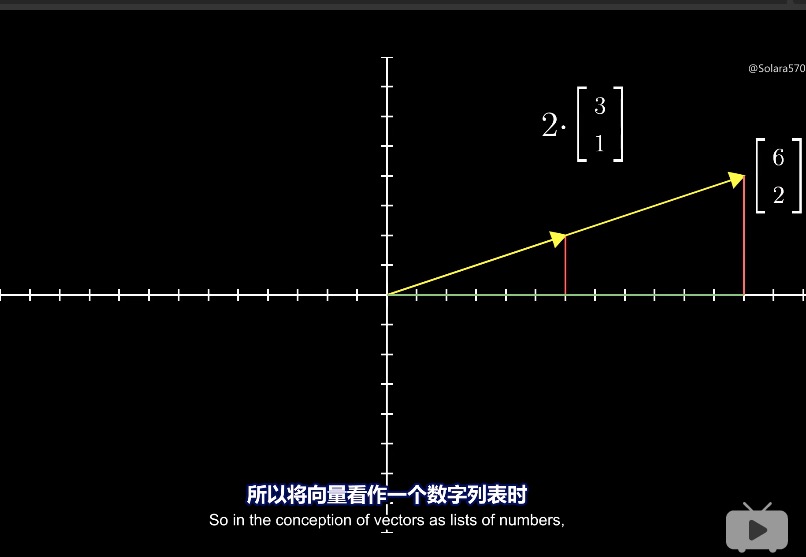 @Solara570
2· [3 1]
[6 2]
所以将向量看作一个数字列表时
So in the conception of vectors as lists of numbers,